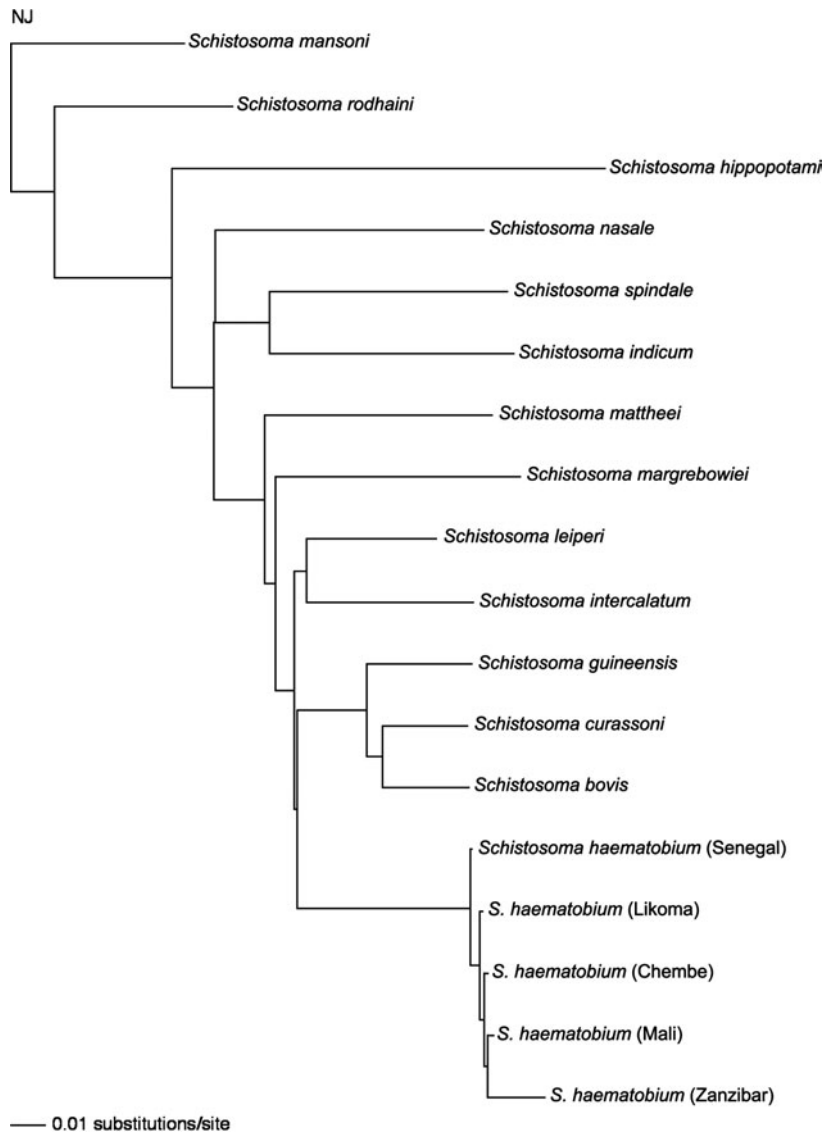 NJ
Schistosoma mansoni
Schistosoma rodhaini
Schistosoma hippopotami
Schistosoma nasale
Schistosoma spindale
Schistosoma indicum
Schistosoma mattheei
Schistosoma margrebowiei
Schistosoma leiperi
Schistosoma intercalatum
Schistosoma guineensis
Schistosoma curassoni
Schistosoma bovis
Schistosoma haematobium (Senegal)
S. haematobium (Likoma)
S. haematobium (Chembe)
S. haematobium (Mali)
S. haematobium (Zanzibar)
0.01 substitutions/site